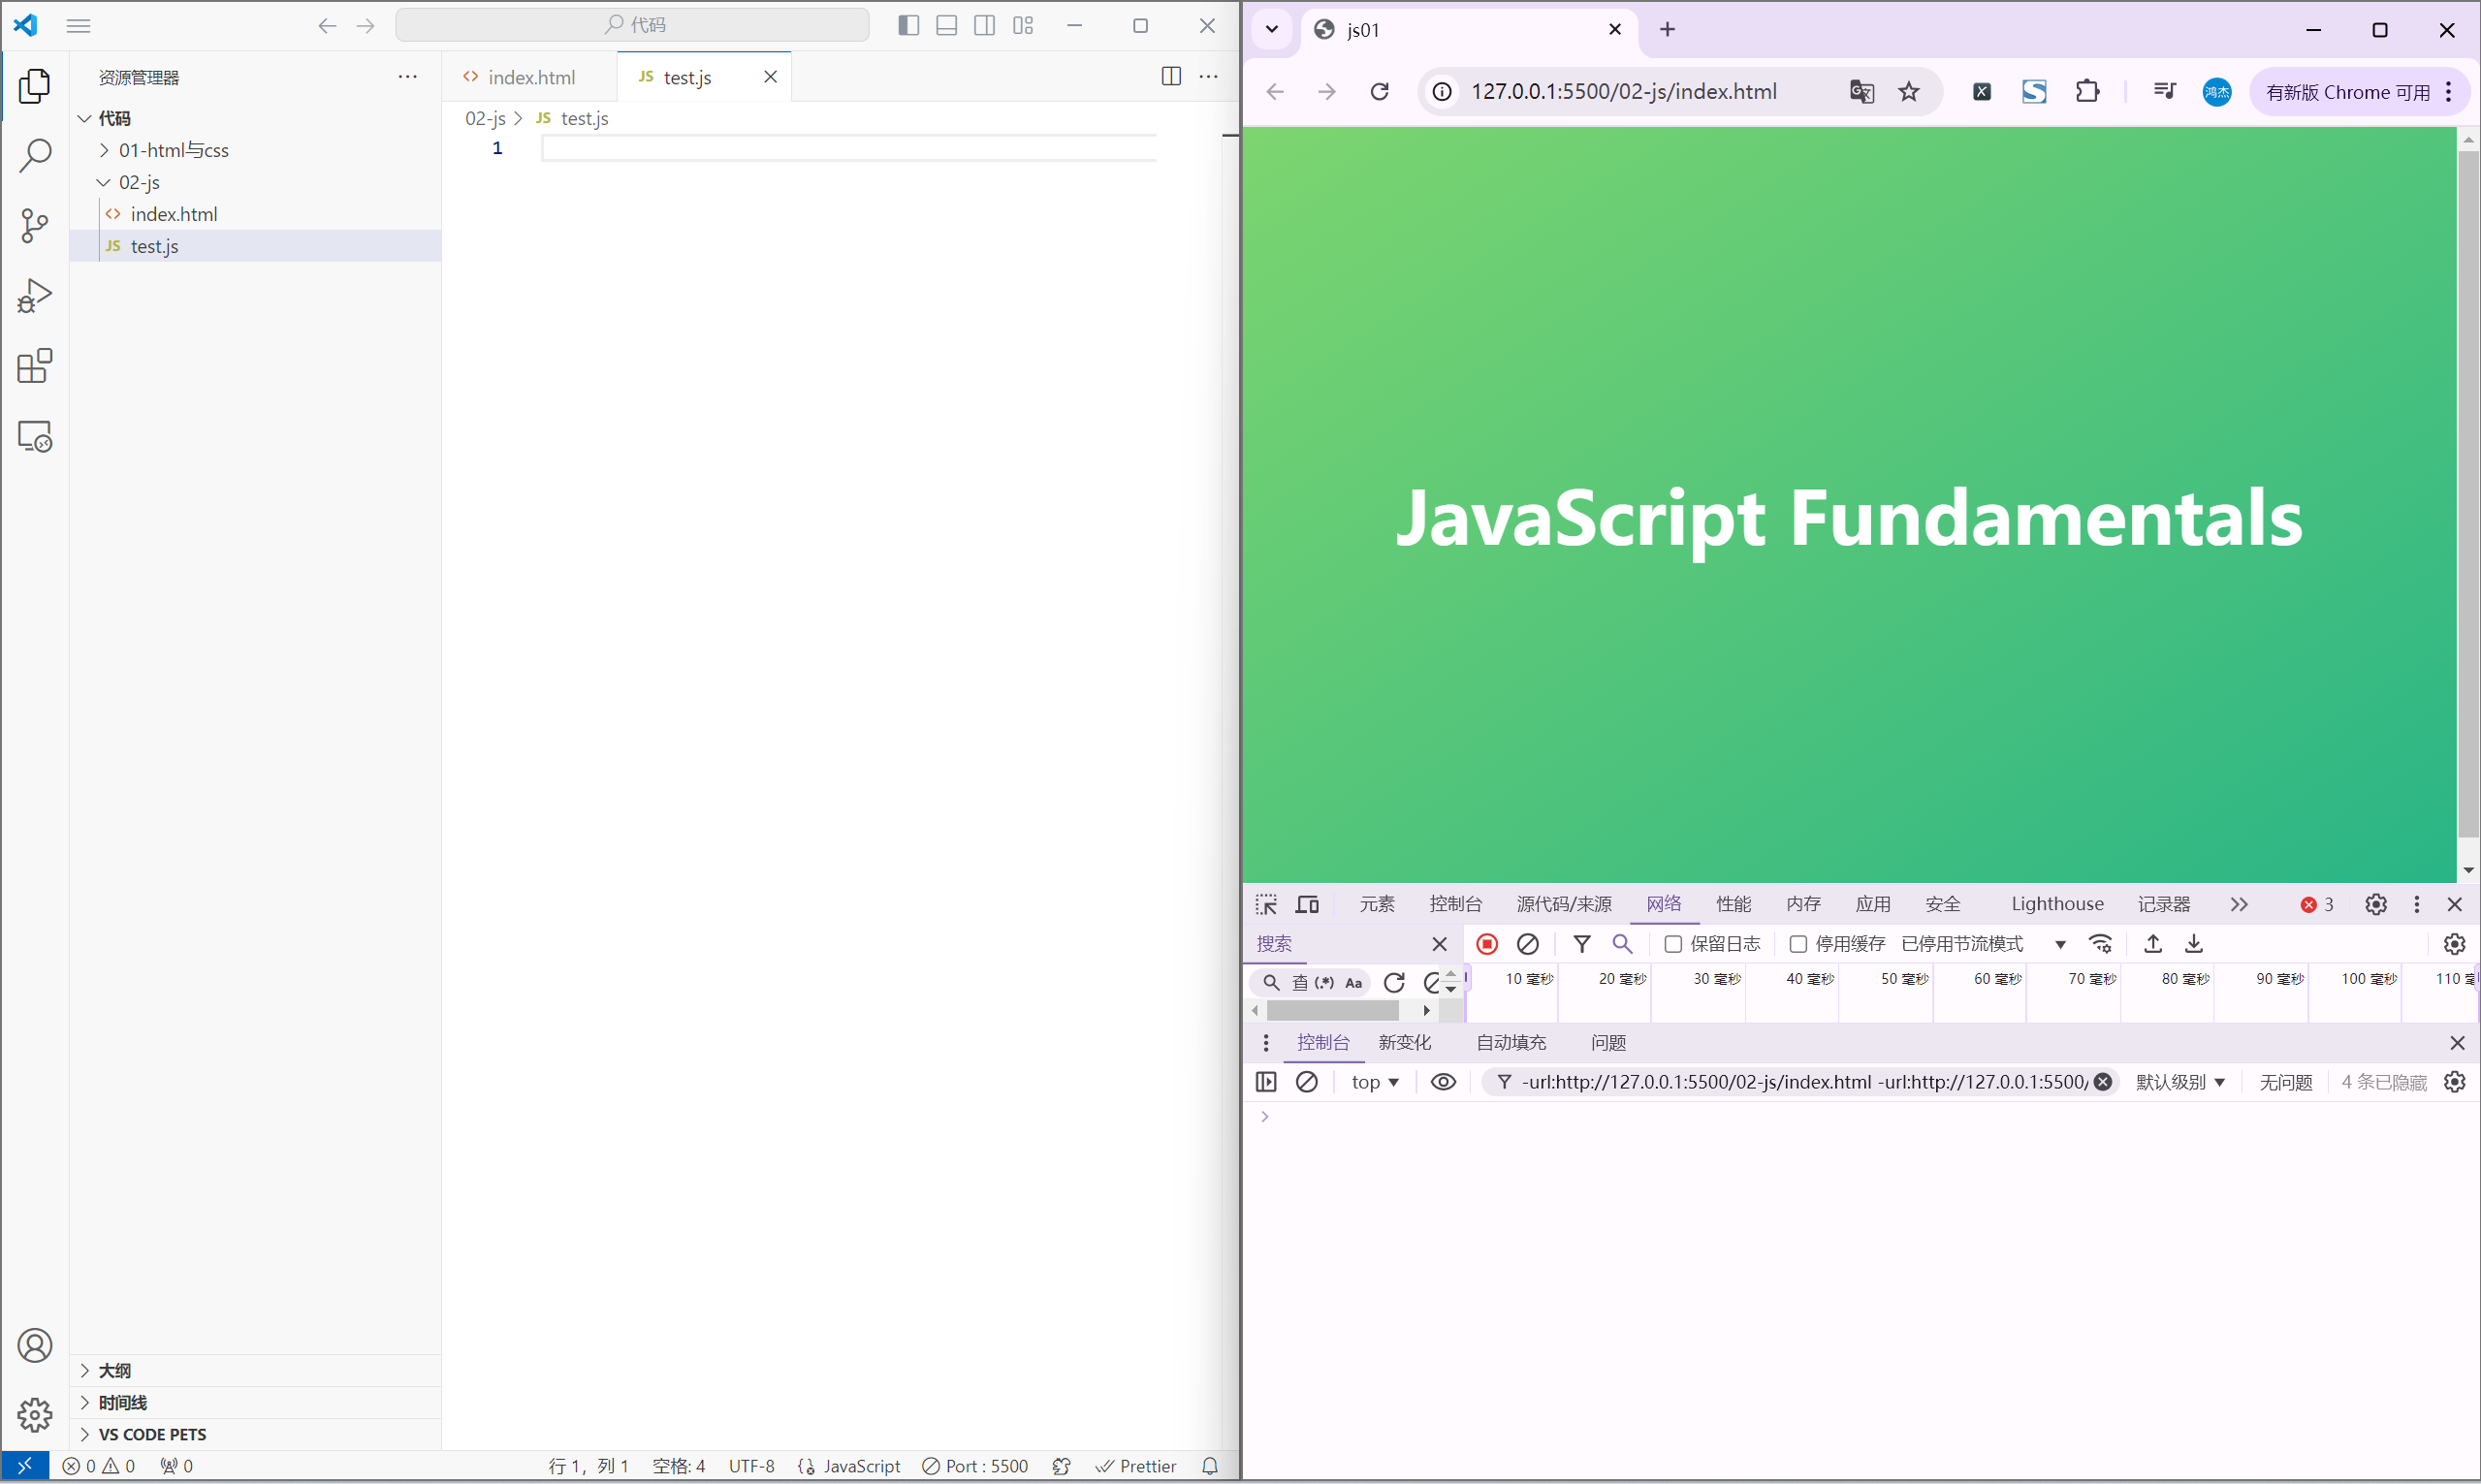 代码
资源管理器
代码
01-html与css
02-js
index.html
JS test.js
大纲
时间线
VS CODE PETS
index.html
JS test.js
02-js > JS test.js
1
0 0 0
行 1，列 1 空格: 4 UTF-8 {} JavaScript Port : 5500 Prettier
js01
127.0.0.1:5500/02-js/index.html 鸿杰 有新版 Chrome 可用
JavaScript Fundamentals
元素 控制台 源代码/来源 网络 性能 内存 应用 安全 Lighthouse 记录器 3
搜索 保留日志 停用缓存 已停用节流模式
查 (.*) Aa 10 毫秒 20 毫秒 30 毫秒 40 毫秒 50 毫秒 60 毫秒 70 毫秒 80 毫秒 90 毫秒 100 毫秒 110
控制台 新变化 自动填充 问题
top -url:http://127.0.0.1:5500/02-js/index.html -url:http://127.0.0.1:5500/ 默认级别 无问题 4 条已隐藏